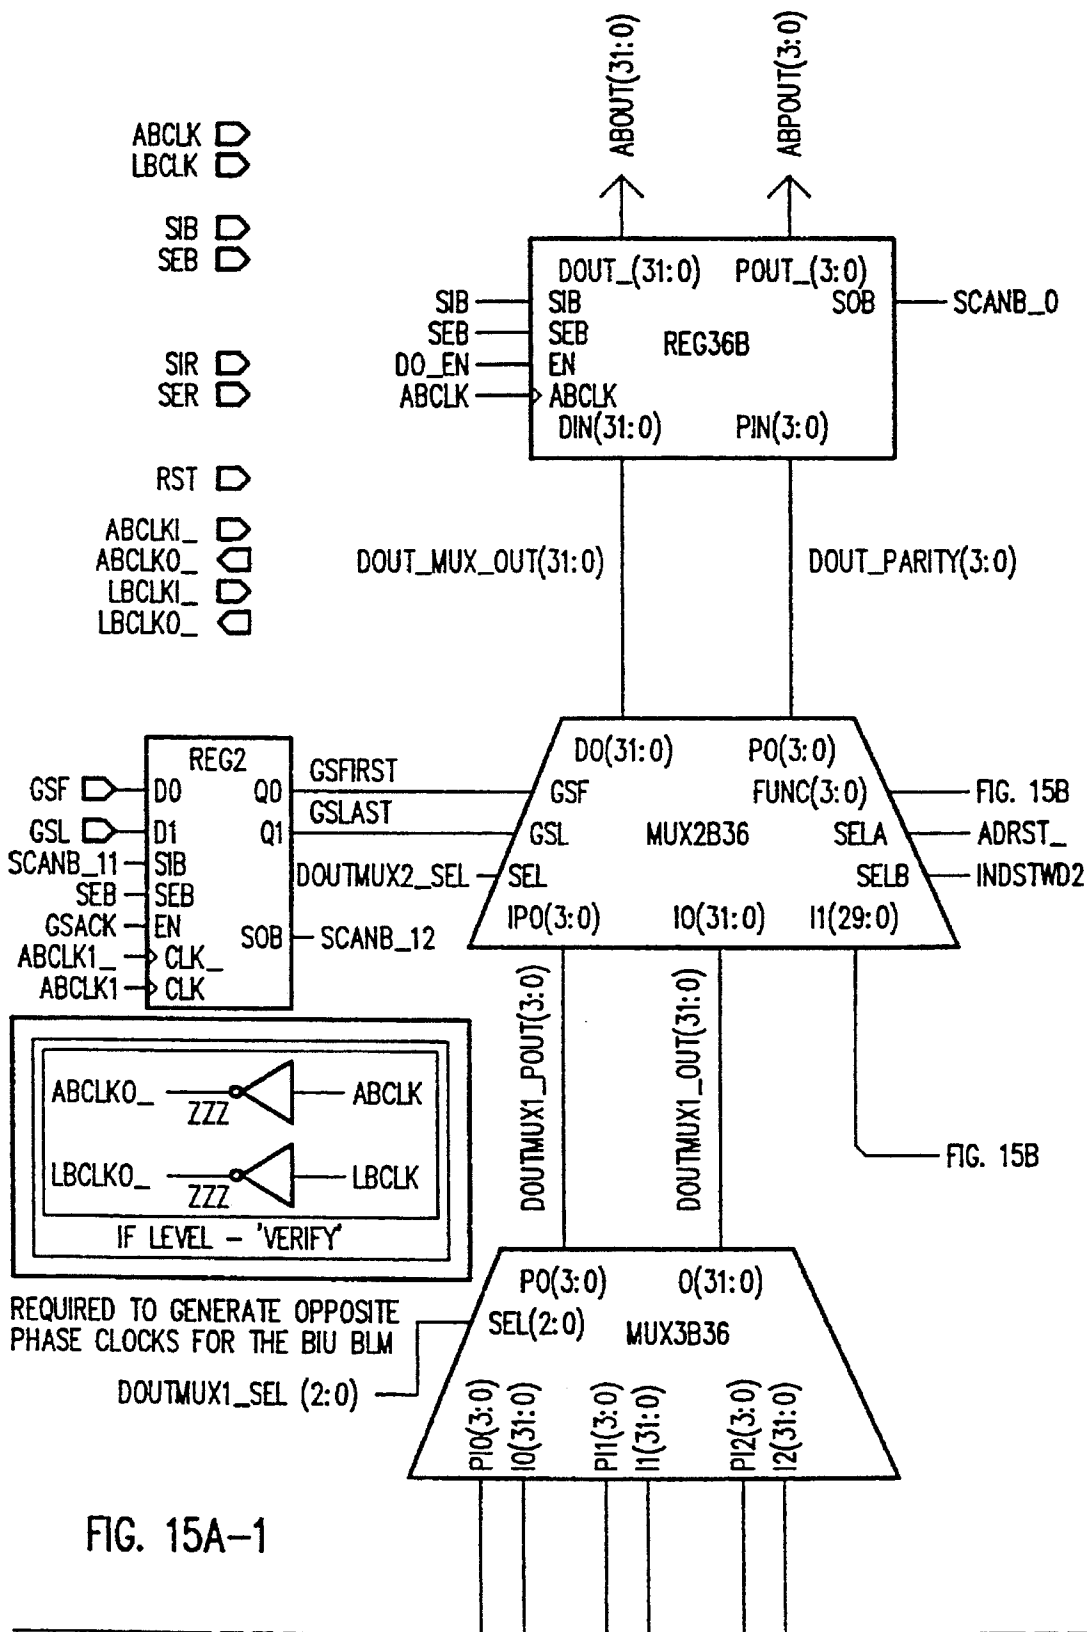 ABOUT(31:0)
ABPOUT(3:0)
ABCLK
LBCLK
SIB
SEB
SIR
SER
RST
ABCLKI_
ABCLKO_
LBCLKI_
LBCLKO_
DOUT_(31:0) POUT_(3:0)
SIB SIB SOB SCANB_0
SEB SEB REG36B
DO_EN EN
ABCLK ABCLK
DIN(31:0) PIN(3:0)
DOUT_MUX_OUT(31:0) DOUT_PARITY(3:0)
REG2
GSF D0 Q0 GSFIRST
GSL D1 Q1 GSLAST
SCANB_11 SIB
SEB SEB
GSACK EN SOB SCANB_12
ABCLK1_ CLK_
ABCLK1 CLK
DO(31:0) PO(3:0)
GSF FUNC(3:0) FIG. 15B
GSL MUX2B36 SELA ADRST_
DOUTMUX2_SEL SEL SELB INDSTWD2
IPO(3:0) IO(31:0) I1(29:0)
DOUTMUX1_POUT(3:0)
DOUTMUX1_OUT(31:0)
FIG. 15B
ABCLKO_ ZZZ ABCLK
LBCLKO_ ZZZ LBCLK
IF LEVEL - 'VERIFY'
REQUIRED TO GENERATE OPPOSITE
PHASE CLOCKS FOR THE BIU BLM
DOUTMUX1_SEL (2:0)
PO(3:0) O(31:0)
SEL(2:0) MUX3B36
PI0(3:0)
I0(31:0)
PI1(3:0)
I1(31:0)
PI2(3:0)
I2(31:0)
FIG. 15A-1